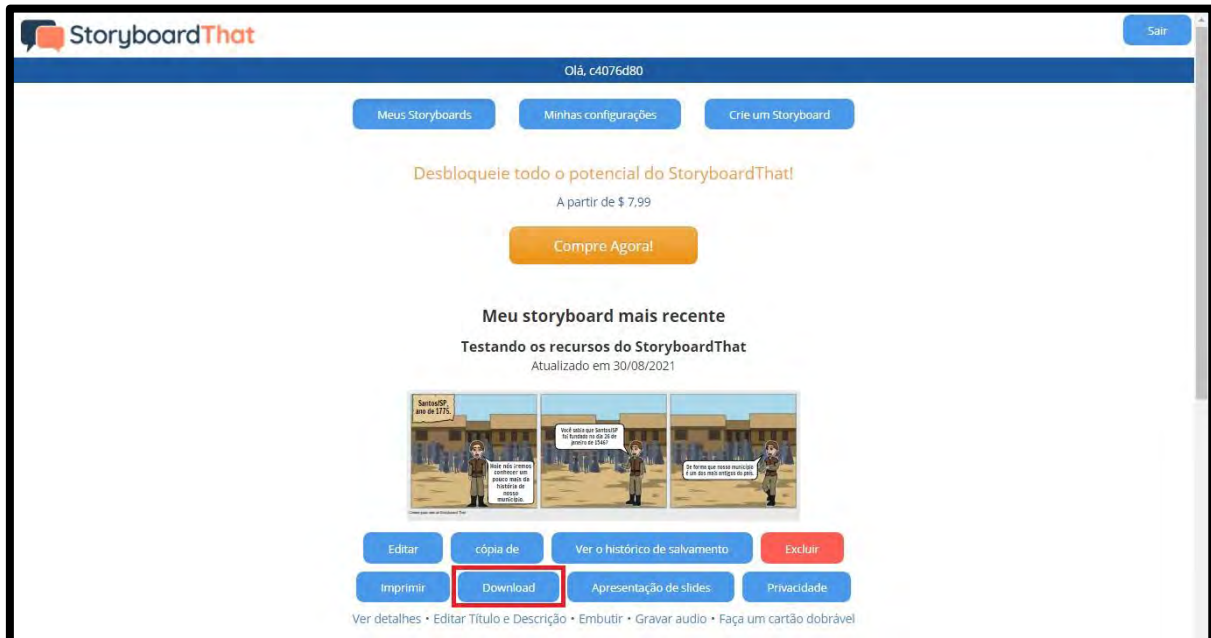 StoryboardThat
Sair
Olá, c4076d80
Meus Storyboards
Minhas configurações
Crie um Storyboard
Desbloqueie todo o potencial do StoryboardThat!
A partir de $ 7,99
Compre Agora!
Meu storyboard mais recente
Testando os recursos do StoryboardThat
Atualizado em 30/08/2021
Santos/SP,
ano de 1775.
Hoje nós iremos
conhecer um
pouco mais da
história de
nosso
município.
Você sabia que Santos/SP
foi fundado no dia 26 de
janeiro de 1546?
De forma que nosso município
é um dos mais antigos do país.
Editar
cópia de
Ver o histórico de salvamento
Excluir
Imprimir
Download
Apresentação de slides
Privacidade
Ver detalhes • Editar Título e Descrição • Embutir • Gravar audio • Faça um cartão dobrável